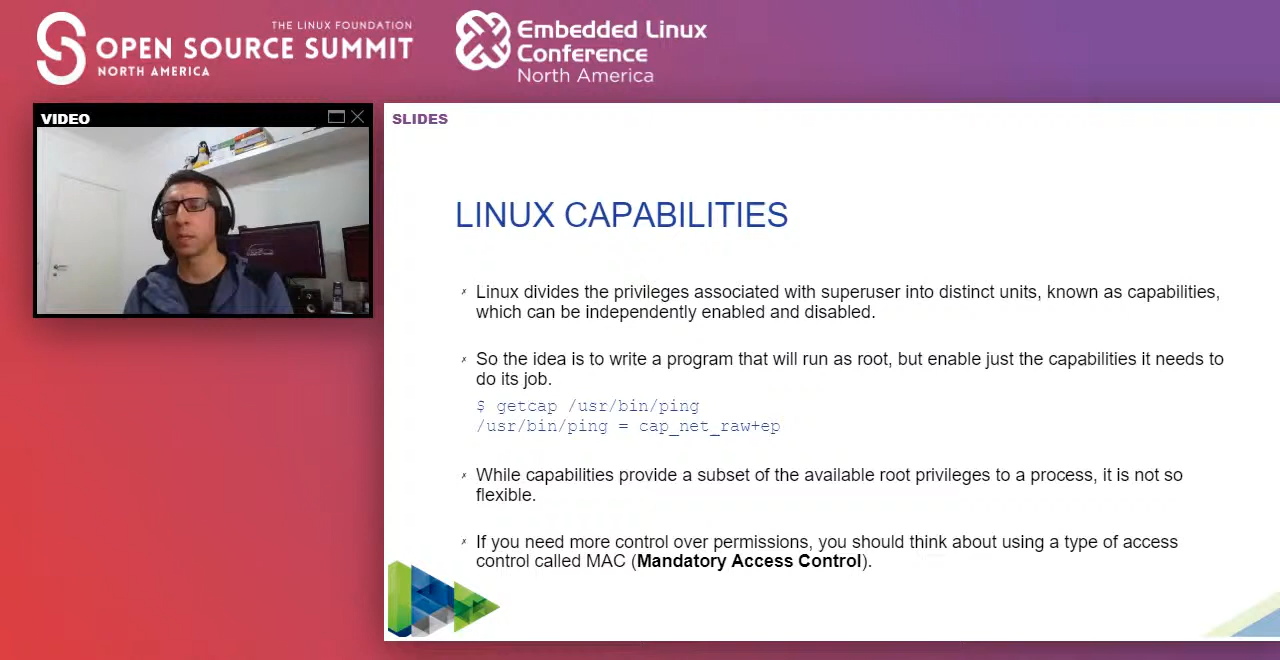 THE LINUX FOUNDATION
OPEN SOURCE SUMMIT
NORTH AMERICA
Embedded Linux
Conference
North America
VIDEO
SLIDES
LINUX CAPABILITIES
Linux divides the privileges associated with superuser into distinct units, known as capabilities,
which can be independently enabled and disabled.
So the idea is to write a program that will run as root, but enable just the capabilities it needs to
do its job.
$ getcap /usr/bin/ping
/usr/bin/ping = cap_net_raw+ep
While capabilities provide a subset of the available root privileges to a process, it is not so
flexible.
If you need more control over permissions, you should think about using a type of access
control called MAC (Mandatory Access Control).